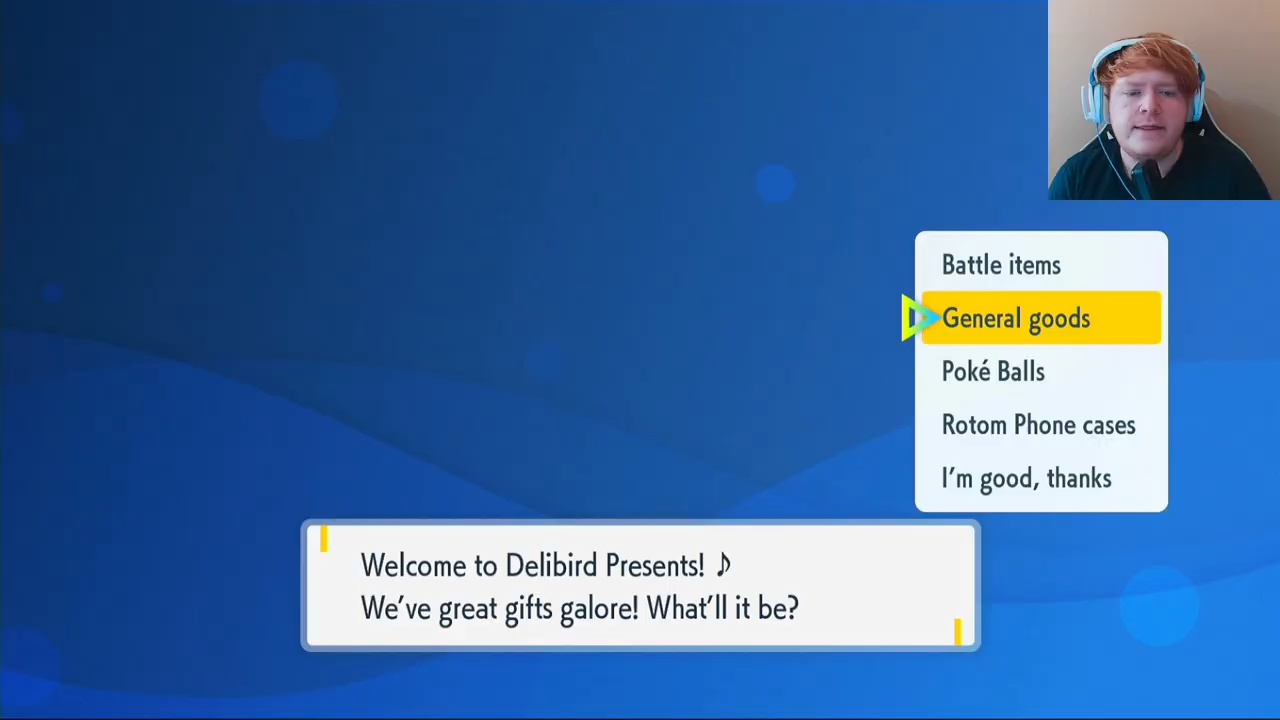 Battle items
General goods
Poké Balls
Rotom Phone cases
I'm good, thanks
Welcome to Delibird Presents! ♪
We've great gifts galore! What'll it be?